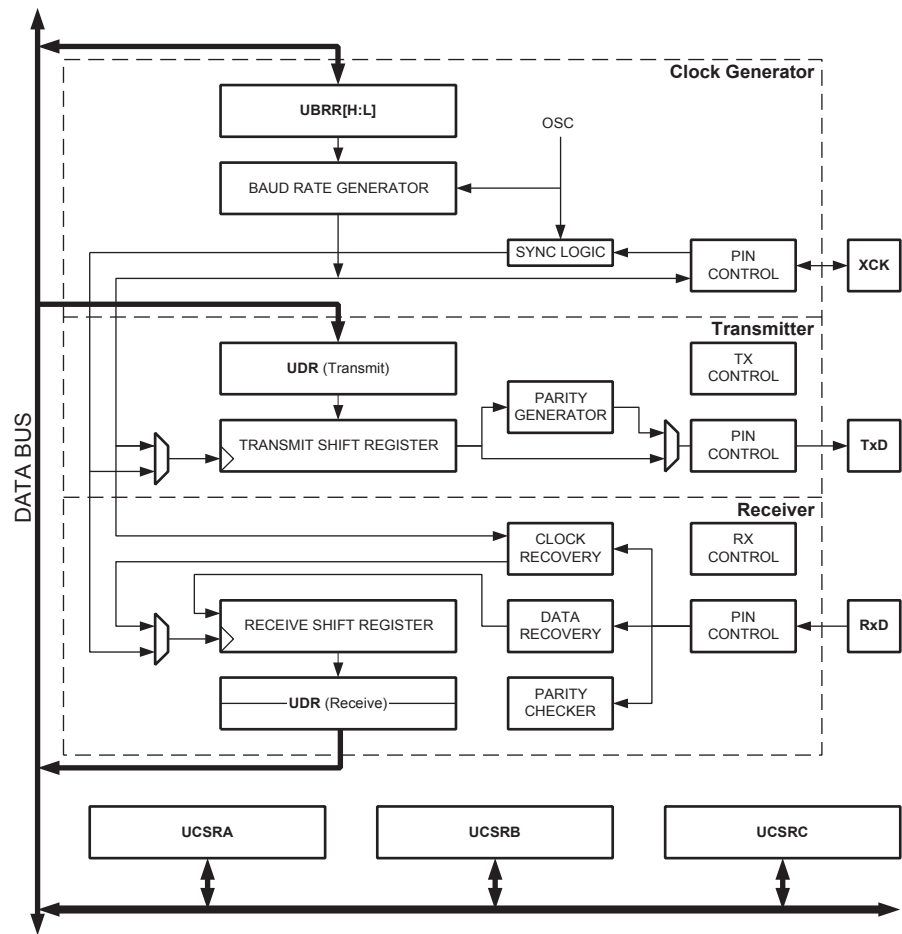 Clock Generator
UBRR[H:L]
OSC
BAUD RATE GENERATOR
SYNC LOGIC
PIN
CONTROL
XCK
DATA BUS
Transmitter
UDR (Transmit)
TX
CONTROL
PARITY
GENERATOR
TRANSMIT SHIFT REGISTER
PIN
CONTROL
TxD
Receiver
CLOCK
RECOVERY
RX
CONTROL
RECEIVE SHIFT REGISTER
DATA
RECOVERY
PIN
CONTROL
RxD
UDR (Receive)
PARITY
CHECKER
UCSRA
UCSRB
UCSRC